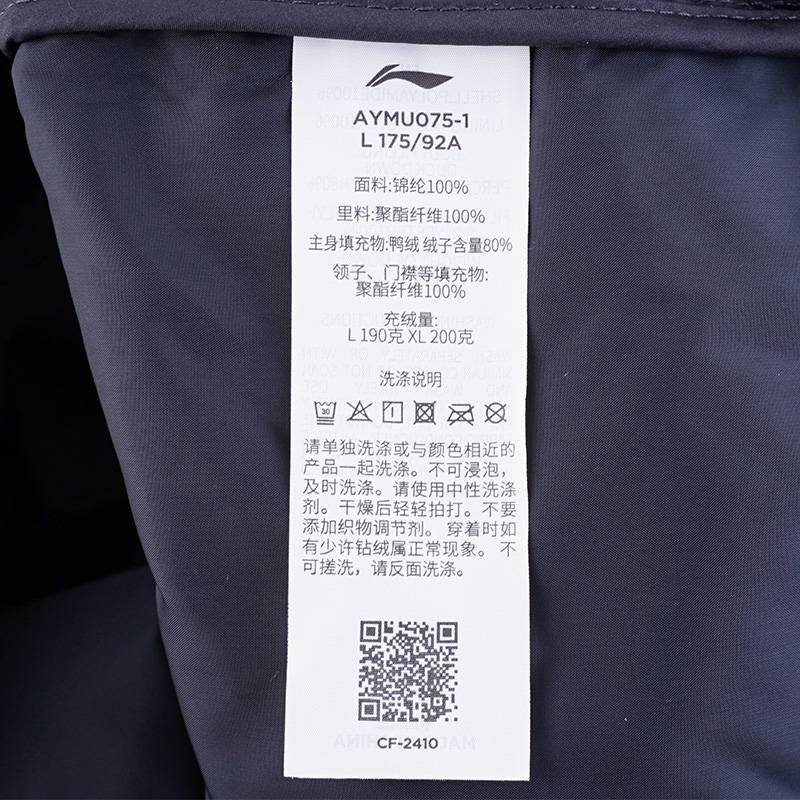 AYMU075-1
L 175/92A
面料:锦纶100%
里料:聚酯纤维100%
主身填充物:鸭绒 绒子含量80%
领子、门襟等填充物:
聚酯纤维100%
充绒量:
L 190克 XL 200克
洗涤说明
30
请单独洗涤或与颜色相近的
产品一起洗涤。不可浸泡，
及时洗涤。请使用中性洗涤
剂。干燥后轻轻拍打。不要
添加织物调节剂。 穿着时如
有少许钻绒属正常现象。 不
可搓洗，请反面洗涤。
CF-2410